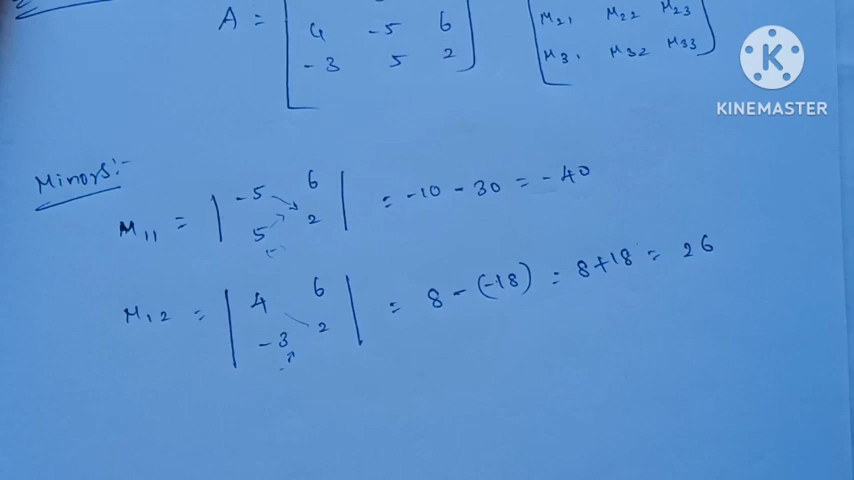 A = 4 -5 6 M21 M22 M23
-3 5 2 M31 M32 M33
KINEMASTER
Minors:-
M11 = | -5 6 | = -10 - 30 = -40
5 2
M12 = | 4 6 | = 8 - (-18) = 8+18 = 26
-3 2